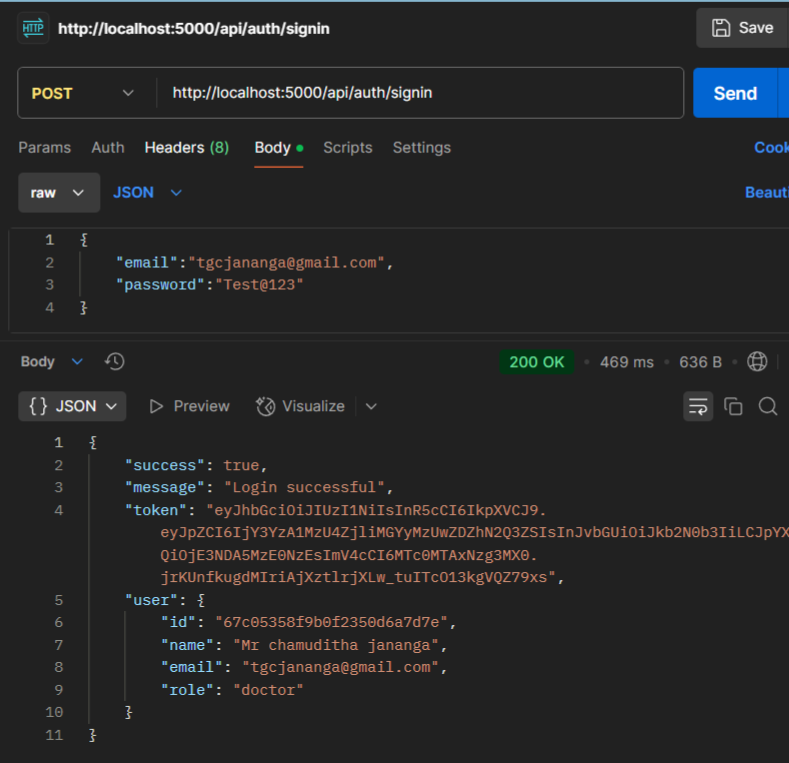 HTTP http://localhost:5000/api/auth/signin Save
POST http://localhost:5000/api/auth/signin Send
Params Auth Headers (8) Body Scripts Settings Cook
raw JSON Beauti
1 {
2 "email":"tgcjananga@gmail.com",
3 "password":"Test@123"
4 }
Body 200 OK • 469 ms • 636 B •
{} JSON Preview Visualize
1 {
2 "success": true,
3 "message": "Login successful",
4 "token": "eyJhbGciOiJIUzI1NiIsInR5cCI6IkpXVCJ9.
eyJpZCI6IjY3YzA1MzU4ZjliMGYyMzUwZDZhN2Q3ZSIsInJvbGUiOiJkb2N0b3IiLCJpYX
QiOjE3NDA5MzE0NzEsImV4cCI6MTc0MTAxNzg3MX0.
jrKUnfkugdMIriAjXztlrjXLw_tuITcO13kgVQZ79xs",
5 "user": {
6 "id": "67c05358f9b0f2350d6a7d7e",
7 "name": "Mr chamuditha jananga",
8 "email": "tgcjananga@gmail.com",
9 "role": "doctor"
10 }
11 }